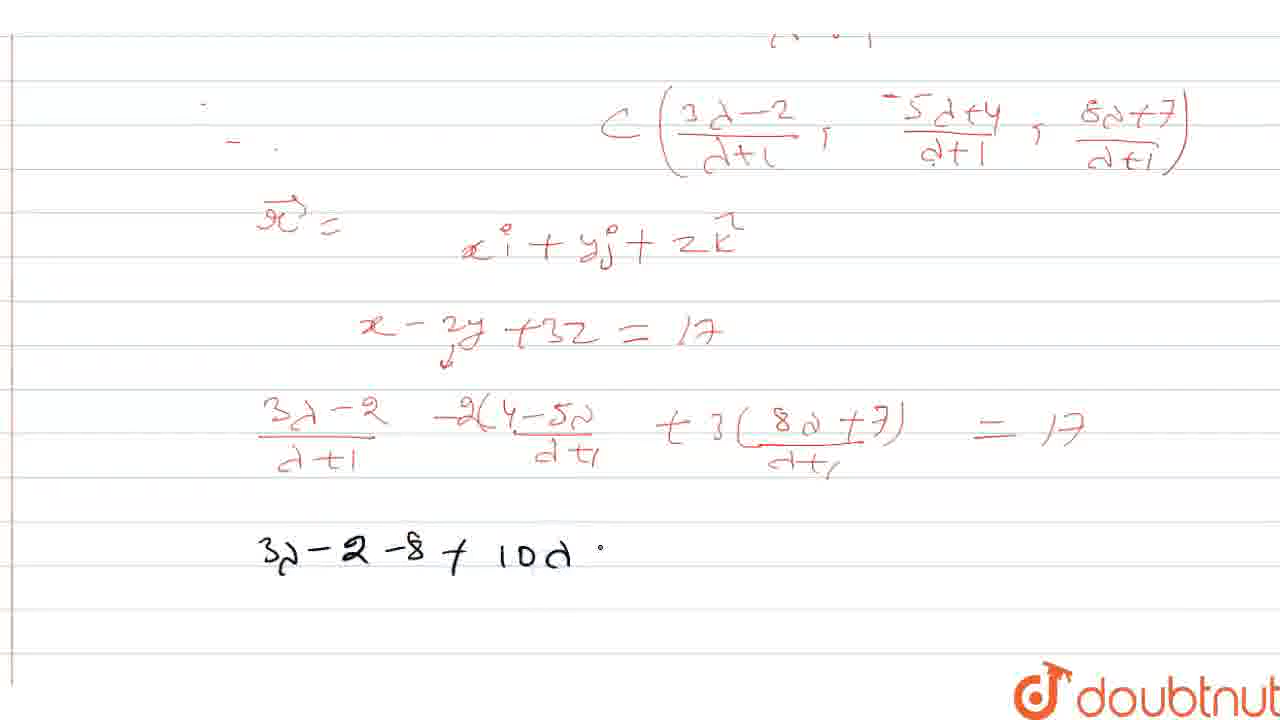 C (3λ-2/λ+1, -5λ+4/λ+1, 8λ+7/λ+1)
r⃗ = xi + yj + zk
x - 2y + 3z = 17
3λ-2/λ+1 -2(4-5λ/λ+1 + 3(8λ+7)/λ+1 = 17
3λ - 2 - 8 + 10λ
doubtnut